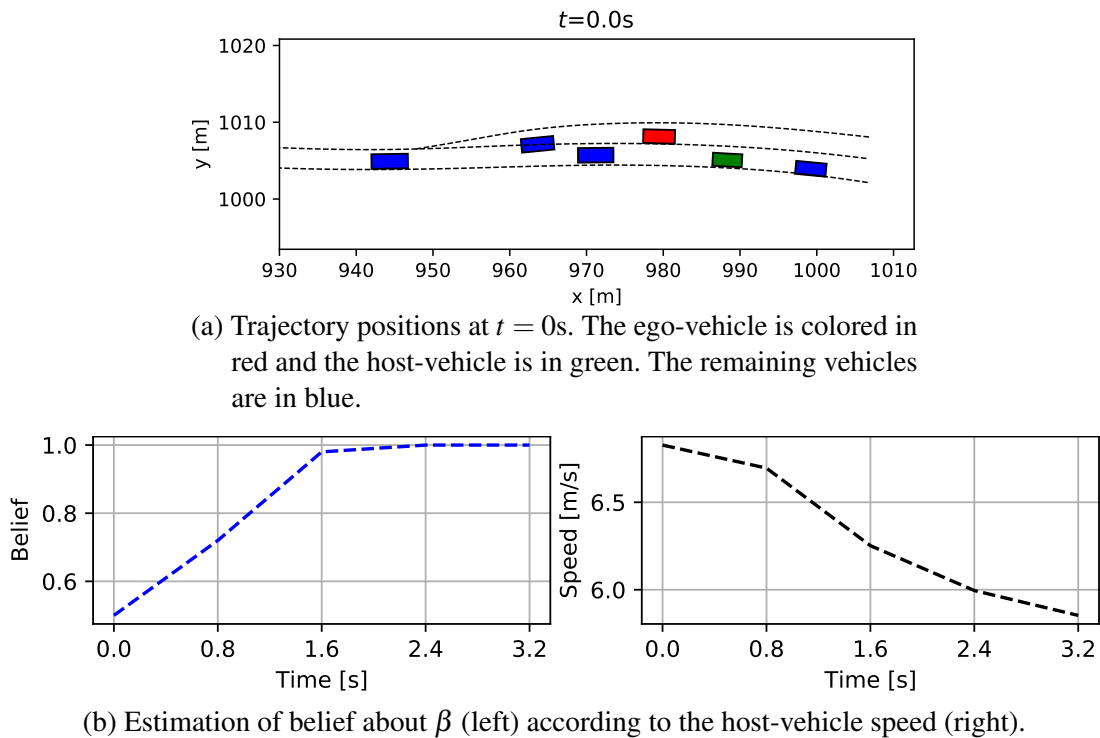 t=0.0s
1020
1010
1000
y [m]
930 940 950 960 970 980 990 1000 1010
x [m]
(a) Trajectory positions at t = 0s. The ego-vehicle is colored in
red and the host-vehicle is in green. The remaining vehicles
are in blue.
1.0
0.8
0.6
Belief
0.0 0.8 1.6 2.4 3.2
Time [s]
6.5
6.0
Speed [m/s]
0.0 0.8 1.6 2.4 3.2
Time [s]
(b) Estimation of belief about β (left) according to the host-vehicle speed (right).